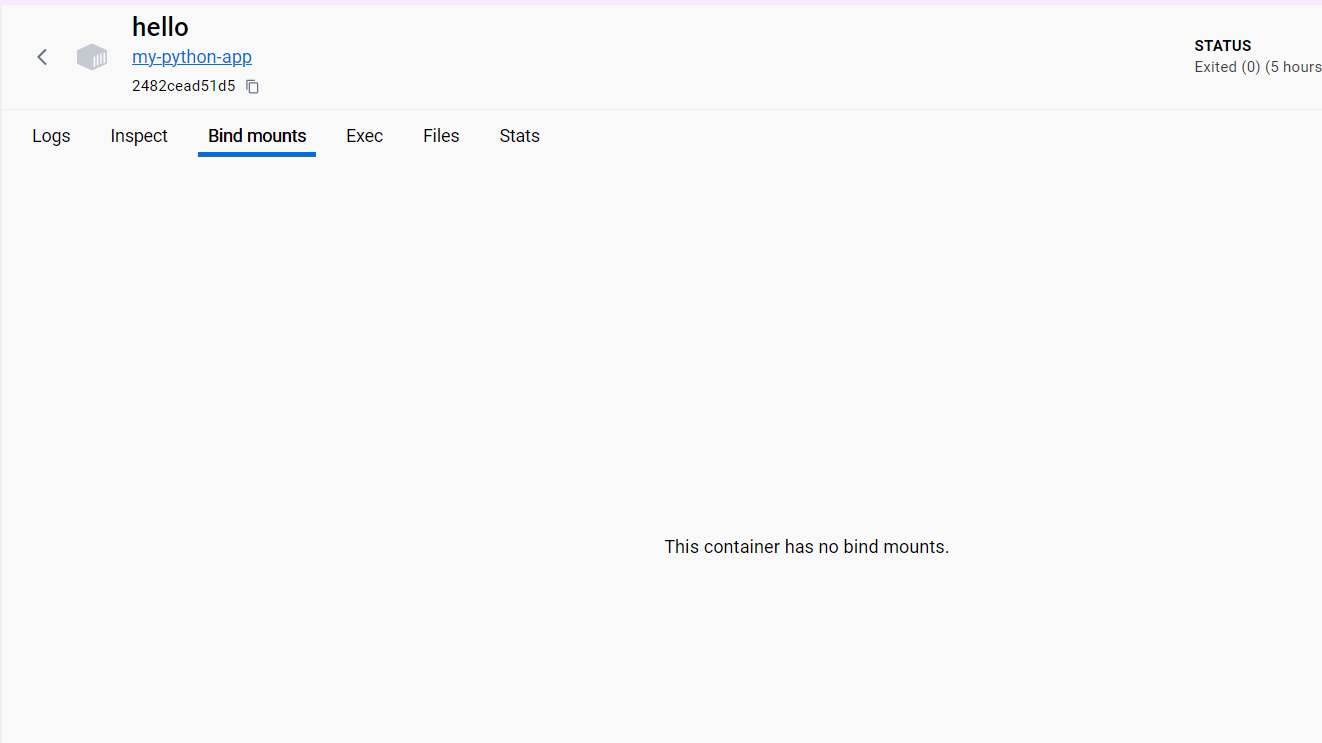 hello
my-python-app
2482cead51d5
STATUS
Exited (0) (5 hours
Logs Inspect Bind mounts Exec Files Stats
This container has no bind mounts.